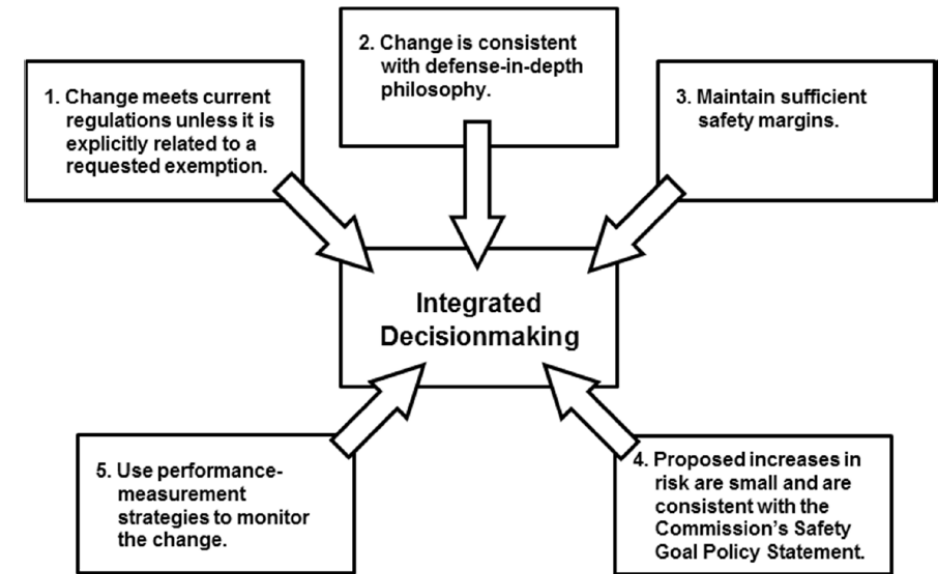 1. Change meets current
regulations unless it is
explicitly related to a
requested exemption.
2. Change is consistent
with defense-in-depth
philosophy.
3. Maintain sufficient
safety margins.
Integrated
Decisionmaking
5. Use performance-
measurement
strategies to monitor
the change.
4. Proposed increases in
risk are small and are
consistent with the
Commission's Safety
Goal Policy Statement.